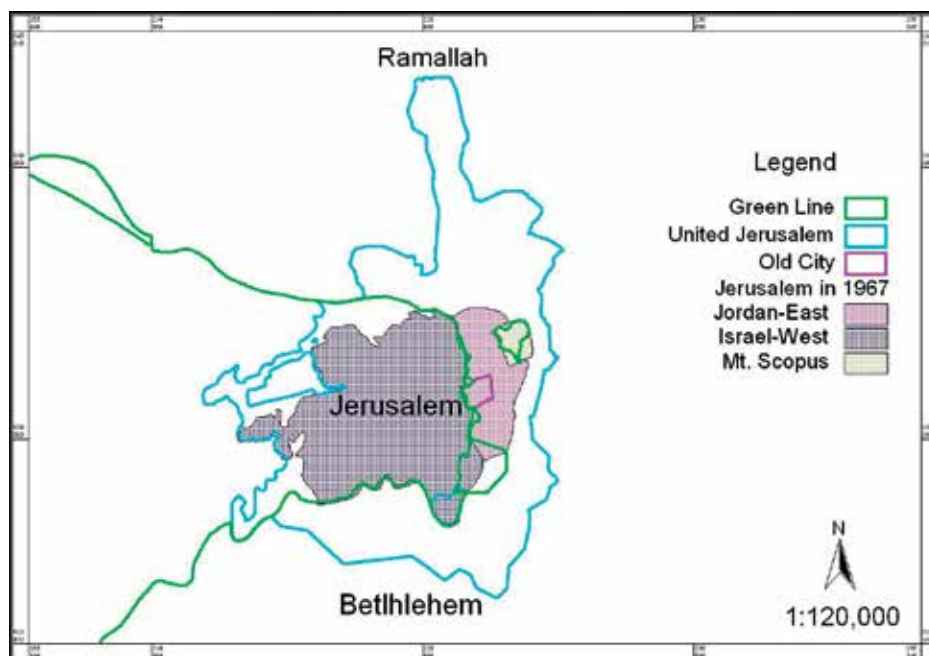 Ramallah
Legend
Green Line
United Jerusalem
Old City
Jerusalem in 1967
Jordan-East
Israel-West
Mt. Scopus
Jerusalem
N
Betlhlehem
1:120,000